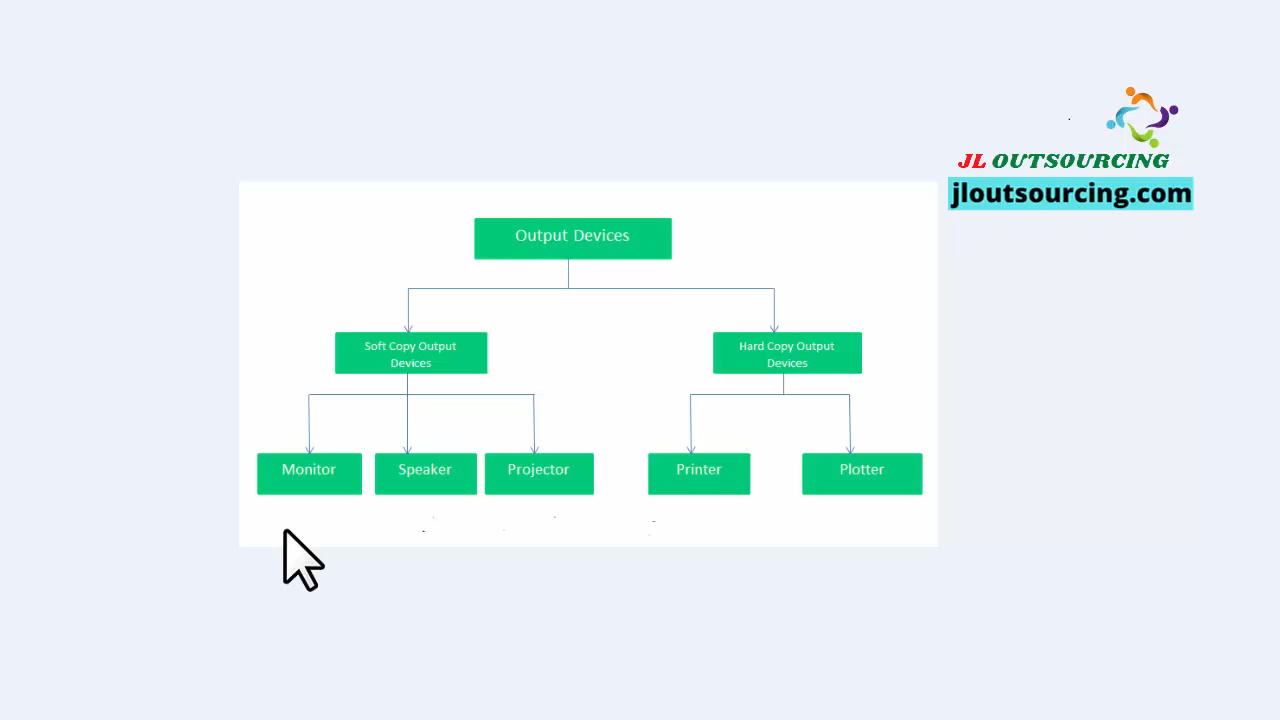 JL OUTSOURCING
jloutsourcing.com
Output Devices
Soft Copy Output
Devices
Hard Copy Output
Devices
Monitor
Speaker
Projector
Printer
Plotter